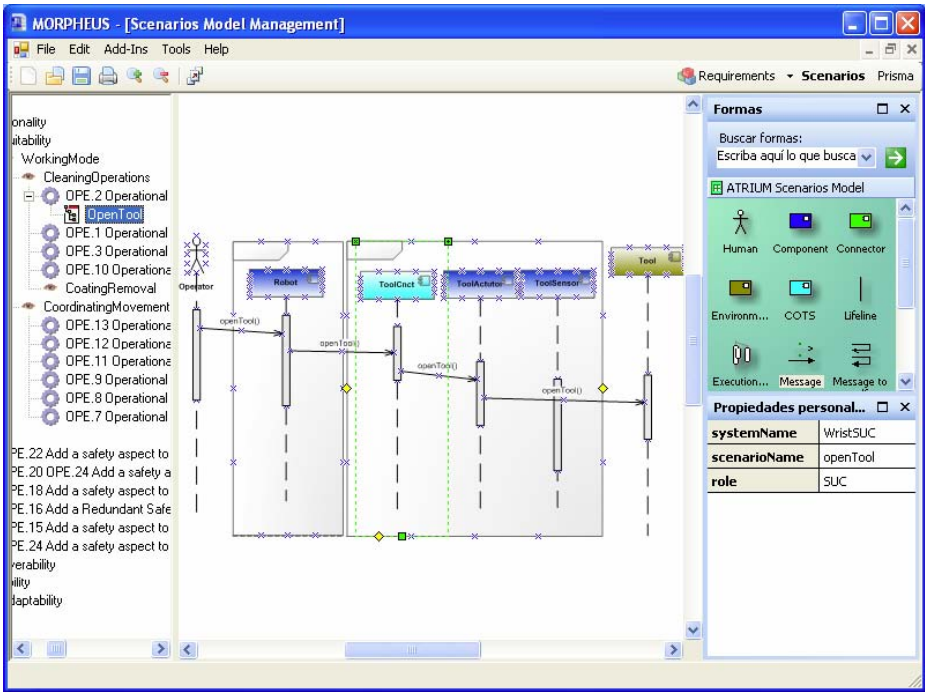 MORPHEUS - [Scenarios Model Management]
File Edit Add-Ins Tools Help
Requirements Scenarios Prisma
onality
uitability
WorkingMode
CleaningOperations
OPE.2 Operational
OpenTool
OPE.1 Operational
OPE.3 Operational
OPE.10 Operationa
CoatingRemoval
CoordinatingMovement
OPE.13 Operationa
OPE.12 Operationa
OPE.11 Operationa
OPE.9 Operational
OPE.8 Operational
OPE.7 Operational
PE.22 Add a safety aspect to
PE.20 OPE.24 Add a safety a
PE.18 Add a safety aspect to
PE.16 Add a Redundant Safe
PE.15 Add a safety aspect to
PE.24 Add a safety aspect to
verability
bility
daptability
Operator
Robot
ToolCnct
ToolActutor
ToolSensor
Tool
openTool()
openTool()
openTool()
openTool()
Formas
Buscar formas:
Escriba aquí lo que busca
ATRIUM Scenarios Model
Human Component Connector
Environm... COTS Lifeline
Execution... Message Message to
Propiedades personal...
systemName WristSUC
scenarioName openTool
role SUC